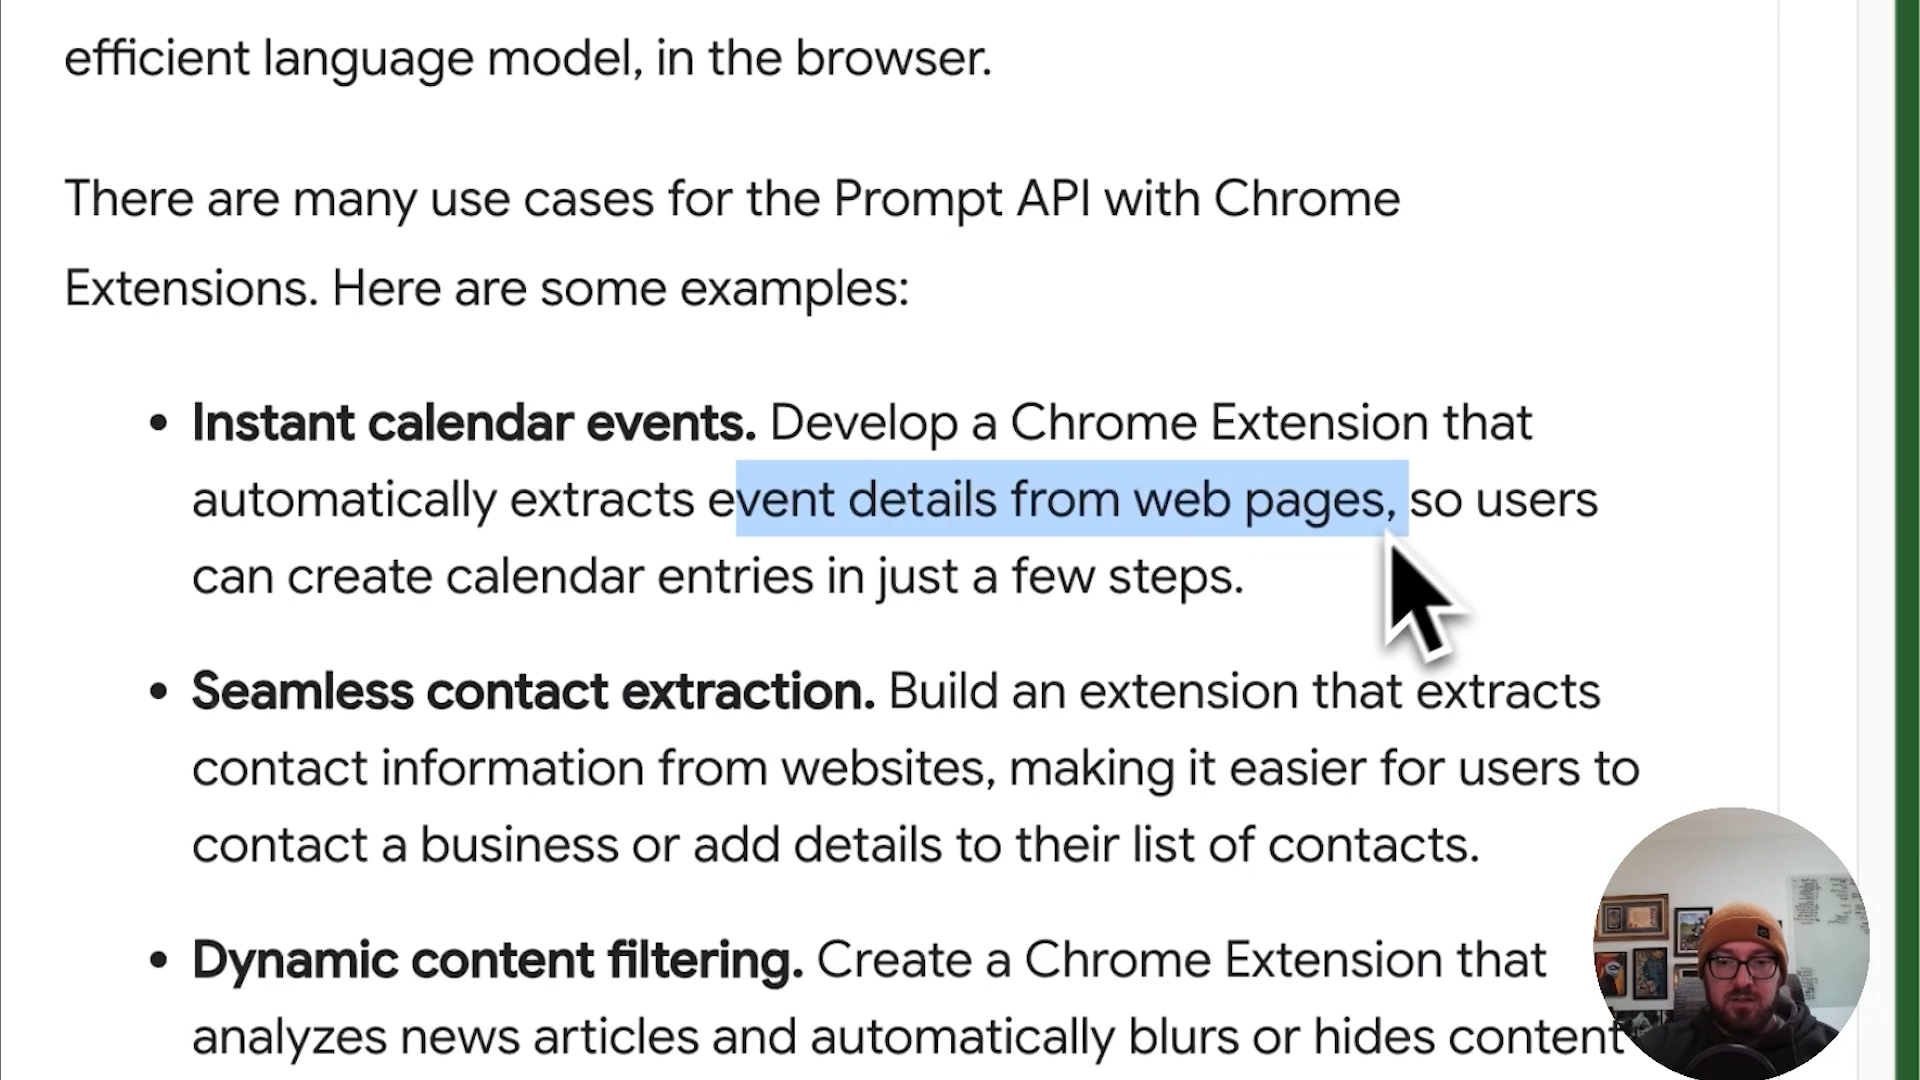 efficient language model, in the browser.
There are many use cases for the Prompt API with Chrome
Extensions. Here are some examples:
• Instant calendar events. Develop a Chrome Extension that
automatically extracts event details from web pages, so users
can create calendar entries in just a few steps.
• Seamless contact extraction. Build an extension that extracts
contact information from websites, making it easier for users to
contact a business or add details to their list of contacts.
• Dynamic content filtering. Create a Chrome Extension that
analyzes news articles and automatically blurs or hides content